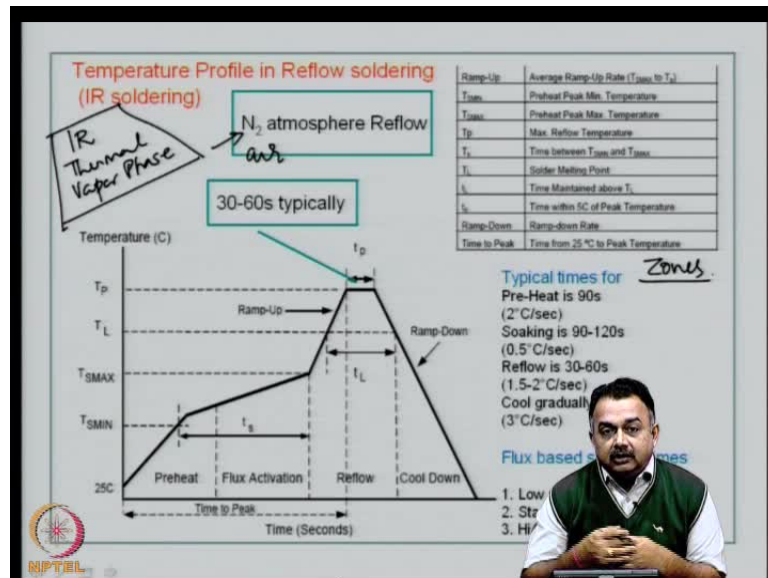 Temperature Profile in Reflow soldering
(IR soldering)
IR
Thermal
Vapor Phase
N₂ atmosphere Reflow
air
30-60s typically
Ramp-Up Average Ramp-Up Rate (TSMAX to TP)
TSMIN Preheat Peak Min. Temperature
TSMAX Preheat Peak Max. Temperature
Tp Max. Reflow Temperature
Time between TSMIN and TSMAX
TL Solder Melting Point
tL Time Maintained above TL
tp Time within 5C of Peak Temperature
Ramp-Down Ramp-down Rate
Time to Peak Time from 25 ºC to Peak Temperature
Zones.
Typical times for
Pre-Heat is 90s
(2°C/sec)
Soaking is 90-120s
(0.5°C/sec)
Reflow is 30-60s
(1.5-2°C/sec)
Cool gradually
(3°C/sec)
Flux based
1. Low
2.
3.
Temperature (C)
tp
TP
Ramp-Up
TL
Ramp-Down
tL
TSMAX
TSMIN
ts
25C
Preheat Flux Activation Reflow Cool Down
Time to Peak
Time (Seconds)
NPTEL